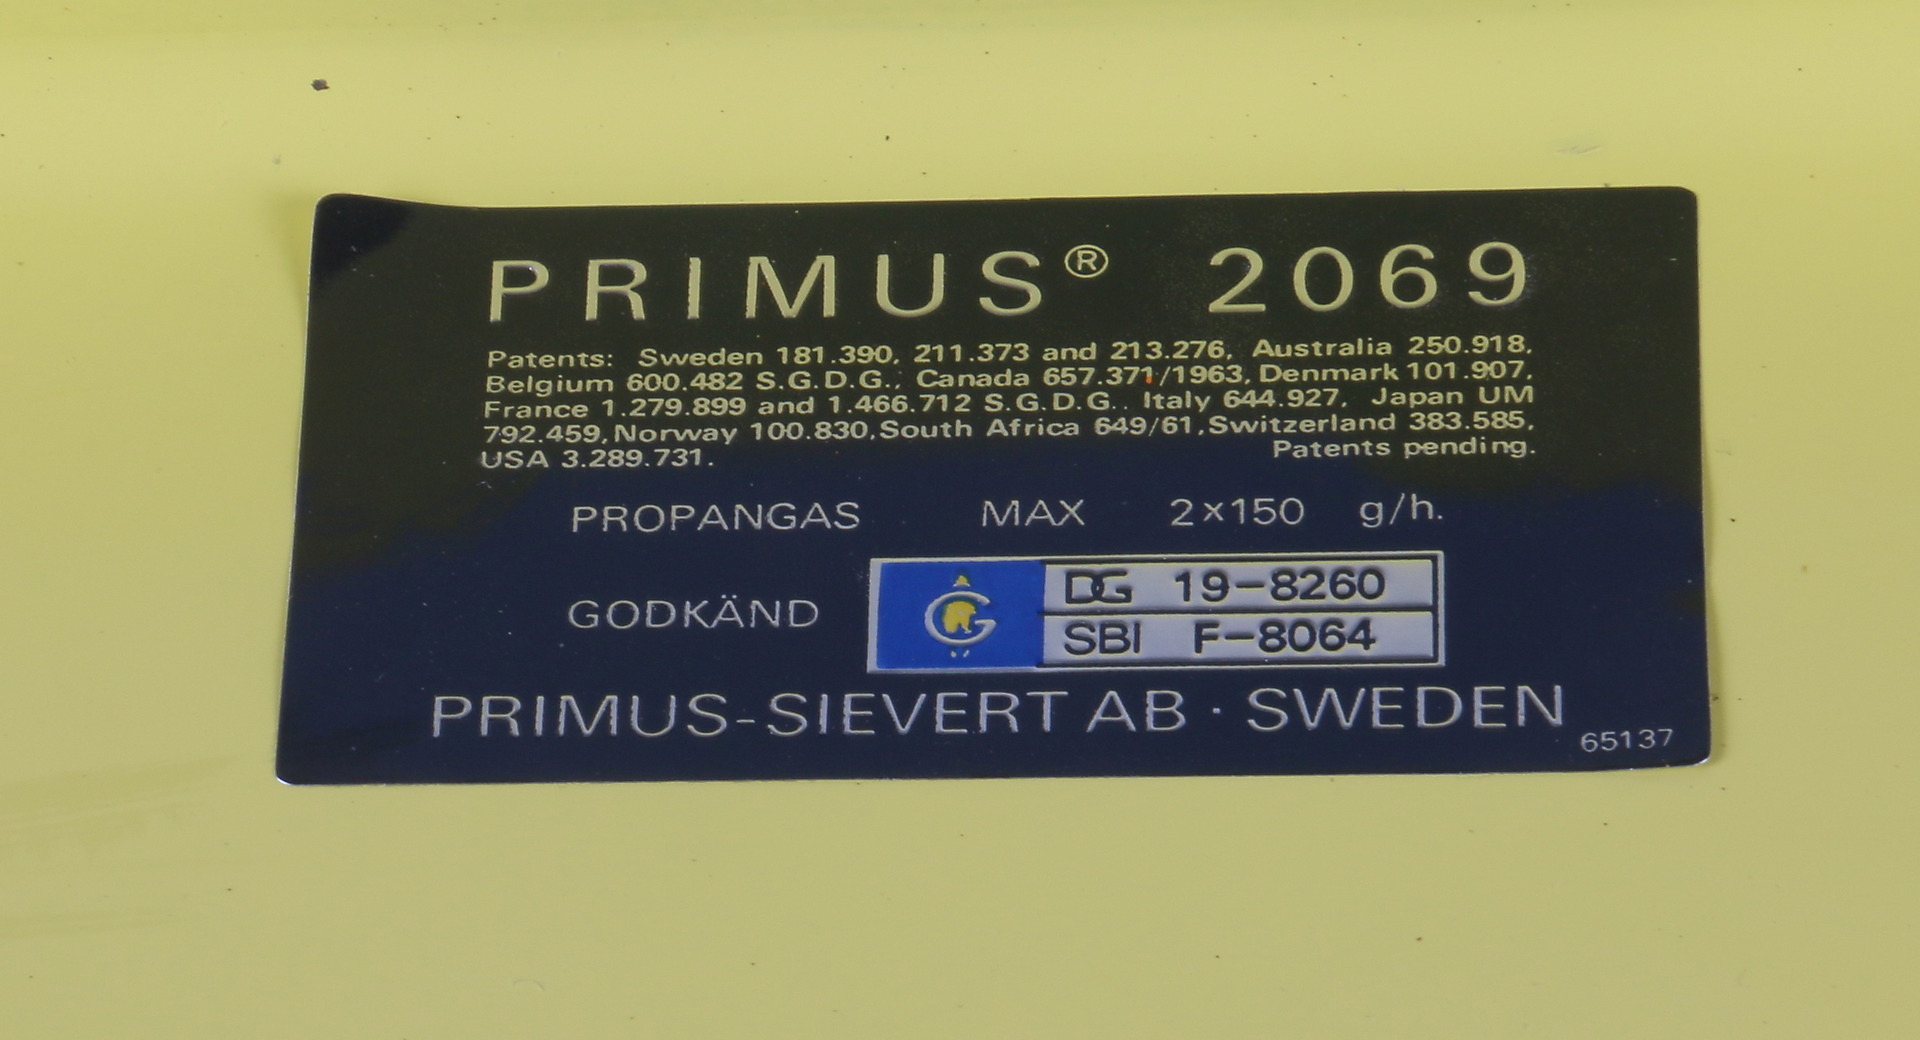 PRIMUS® 2069
Patents: Sweden 181.390, 211.373 and 213.276, Australia 250.918,
Belgium 600.482 S.G.D.G., Canada 657.371/1963, Denmark 101.907,
France 1.279.899 and 1.466.712 S.G.D.G., Italy 644.927, Japan UM
792.459, Norway 100.830, South Africa 649/61, Switzerland 383.585,
USA 3.289.731. Patents pending.
PROPANGAS MAX 2x150 g/h.
GODKÄND G DG 19-8260
SBI F-8064
PRIMUS-SIEVERT AB · SWEDEN
65137